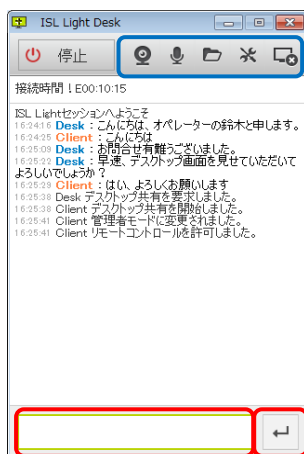 ISL Light Desk
停止
接続時間！E00:10:15
ISL Lightセッションへようこそ
16:24:16 Desk：こんにちは、オペレーターの鈴木と申します。
16:24:25 Client：こんにちは
16:25:09 Desk：お問合せ有難うございました。
16:25:22 Desk：早速、デスクトップ画面を見せていただいて
よろしいでしょうか？
16:25:29 Client：はい、よろしくお願いします
16:25:38 Desk デスクトップ共有を要求しました。
16:25:38 Client デスクトップ共有を開始しました。
16:25:41 Client 管理者モードに変更されました。
16:25:41 Client リモートコントロールを許可しました。